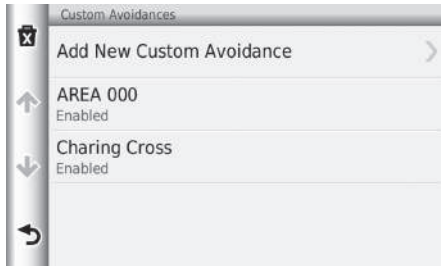 Custom Avoidances
Add New Custom Avoidance
AREA 000
Enabled
Charing Cross
Enabled